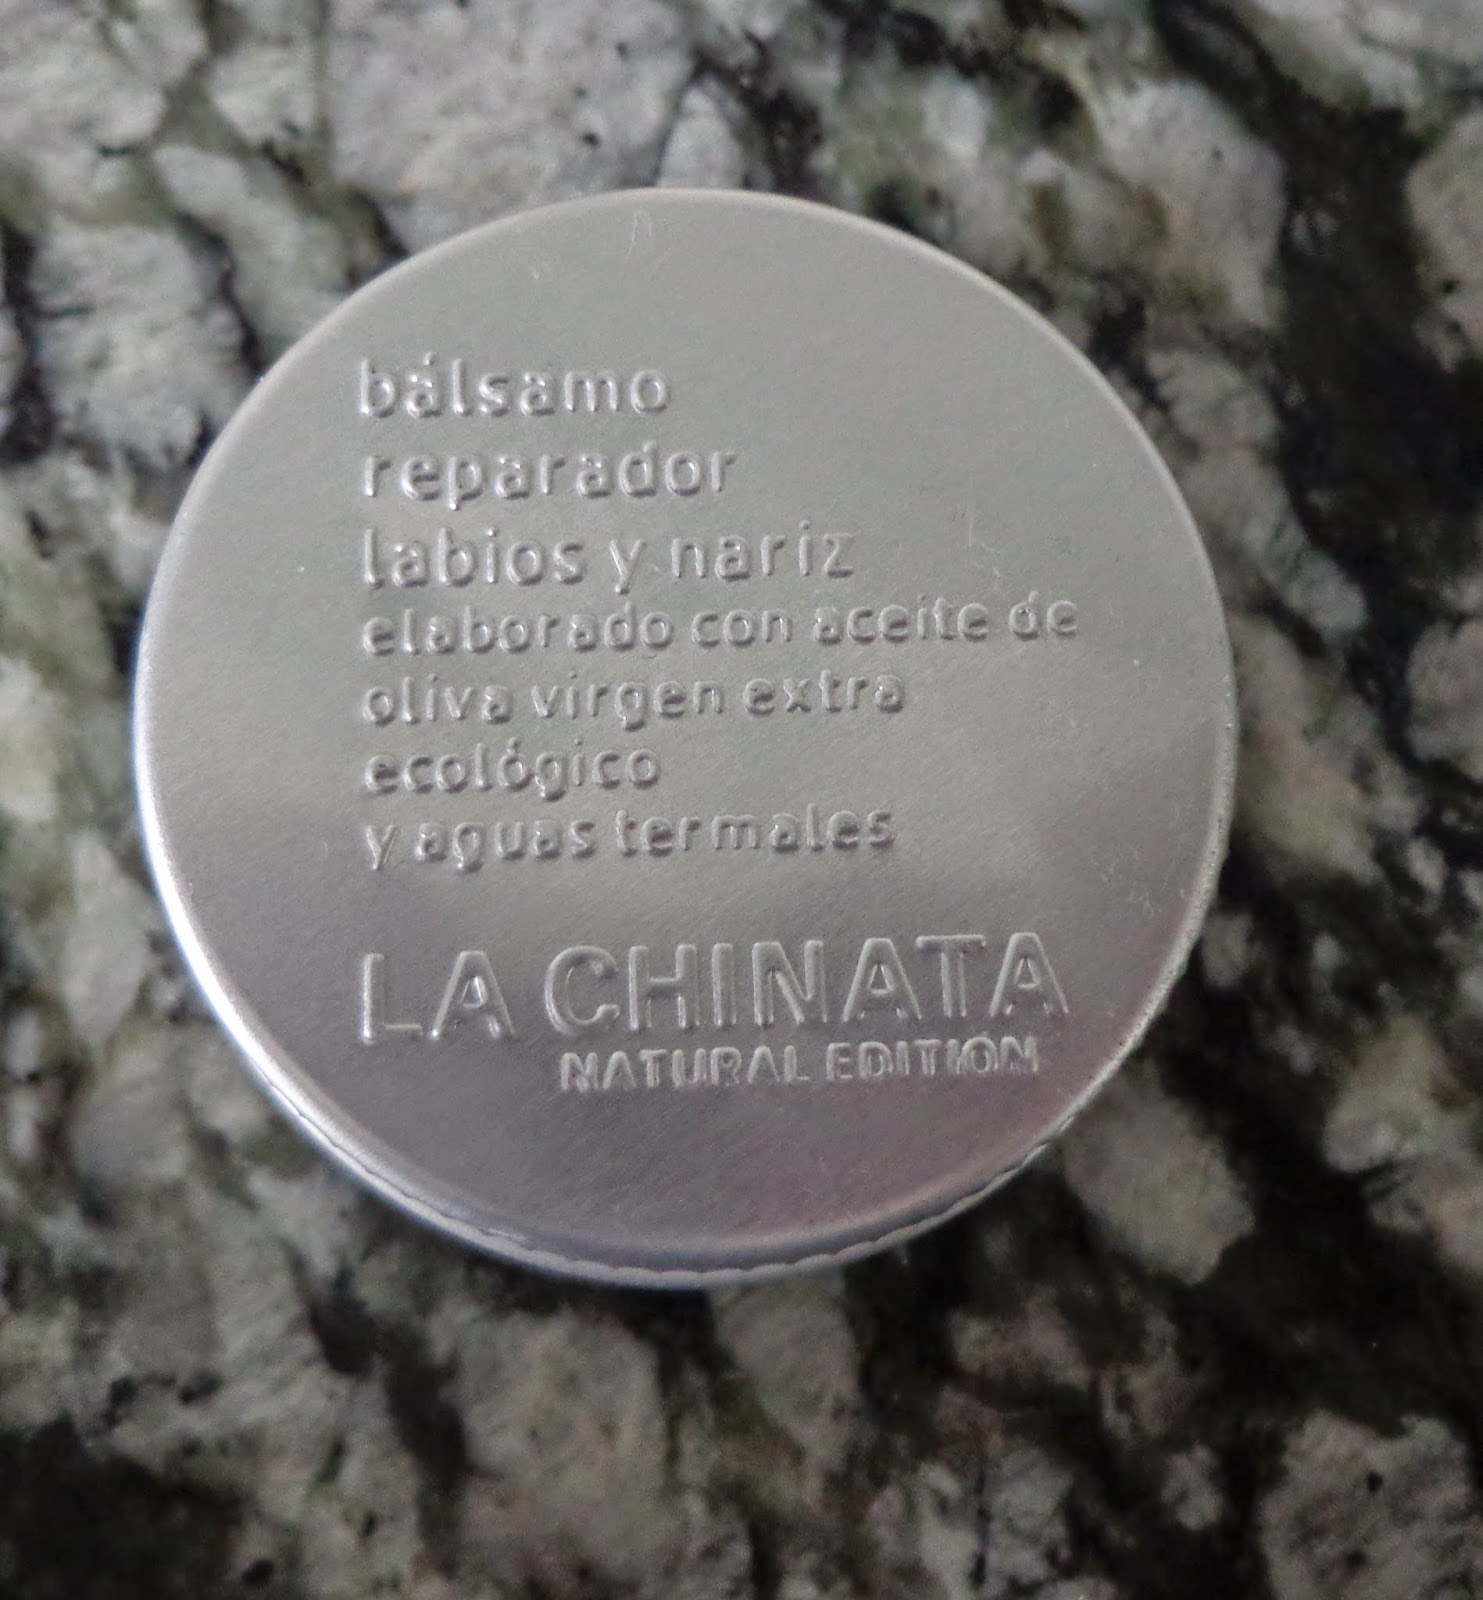 bálsamo
reparador
labios y nariz
elaborado con aceite de
oliva virgen extra
ecológico
y aguas termales
LA CHINATA
NATURAL EDITION